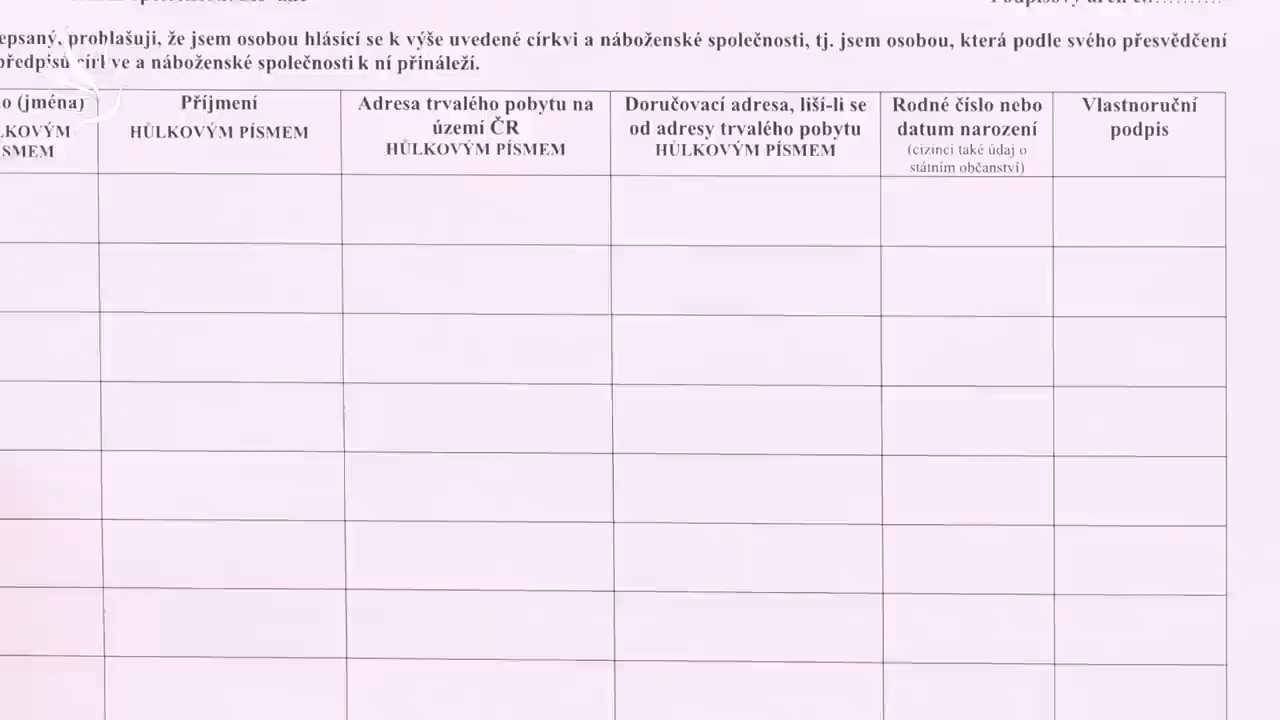 epsaný, prohlašuji, že jsem osobou hlásící se k výše uvedené církvi a náboženské společnosti, tj. jsem osobou, která podle svého přesvědčení
předpisů církve a náboženské společnosti k ní přináleží.
o (jména)
LKOVÝM
SMEM
Příjmení
HŮLKOVÝM PÍSMEM
Adresa trvalého pobytu na
území ČR
HŮLKOVÝM PÍSMEM
Doručovací adresa, liší-li se
od adresy trvalého pobytu
HŮLKOVÝM PÍSMEM
Rodné číslo nebo
datum narození
(cizinci také údaj o
státním občanství)
Vlastnoruční
podpis